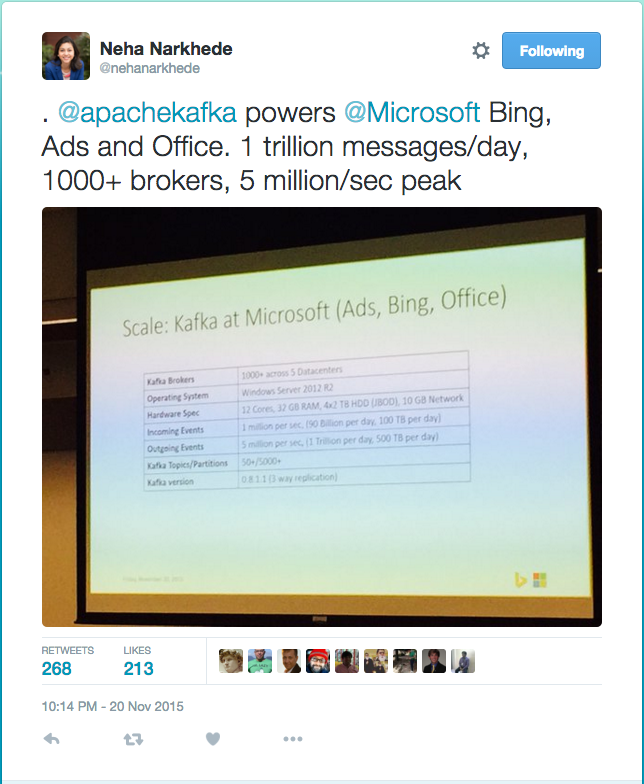 Neha Narkhede
@nehanarkhede
Following
. @apachekafka powers @Microsoft Bing,
Ads and Office. 1 trillion messages/day,
1000+ brokers, 5 million/sec peak
Scale: Kafka at Microsoft (Ads, Bing, Office)
Kafka Brokers 1000+ across 5 Datacenters
Operating System Windows Server 2012 R2
Hardware Spec 12 Cores, 32 GB RAM, 4x2 TB HDD (JBOD), 10 GB Network
Incoming Events 1 million per sec, (90 Billion per day, 100 TB per day)
Outgoing Events 5 million per sec, (1 Trillion per day, 500 TB per day)
Kafka Topics/Partitions 50+/5000+
Kafka version 0.8.1.1 (3 way replication)
RETWEETS LIKES
268 213
10:14 PM - 20 Nov 2015